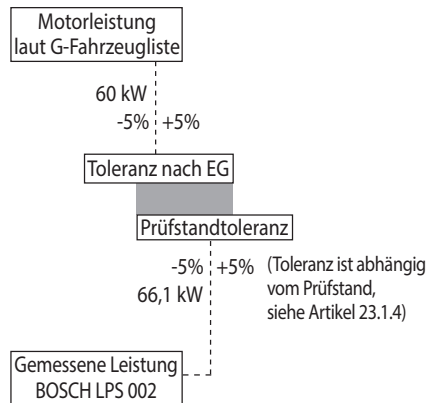 Motorleistung
laut G-Fahrzeugliste
60 kW
-5% +5%
Toleranz nach EG
Prüfstandtoleranz
-5% +5% (Toleranz ist abhängig
66,1 kW vom Prüfstand,
siehe Artikel 23.1.4)
Gemessene Leistung
BOSCH LPS 002